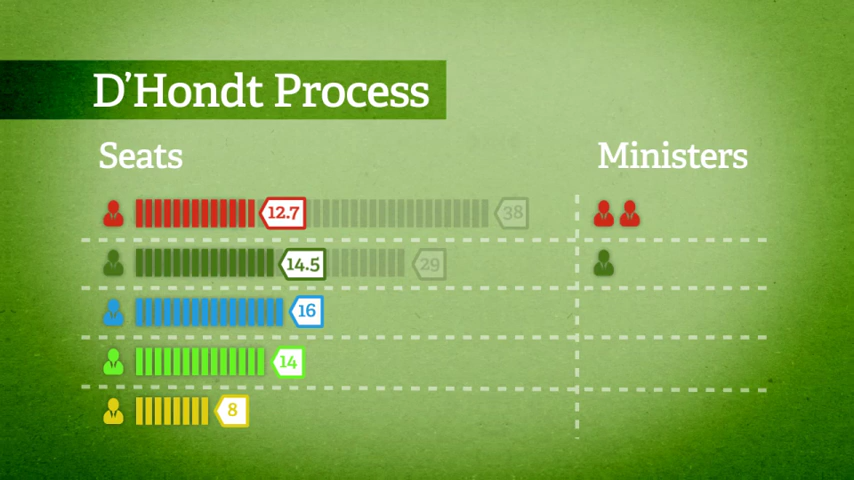 D'Hondt Process
Seats
Ministers
12.7
38
14.5
29
16
14
8